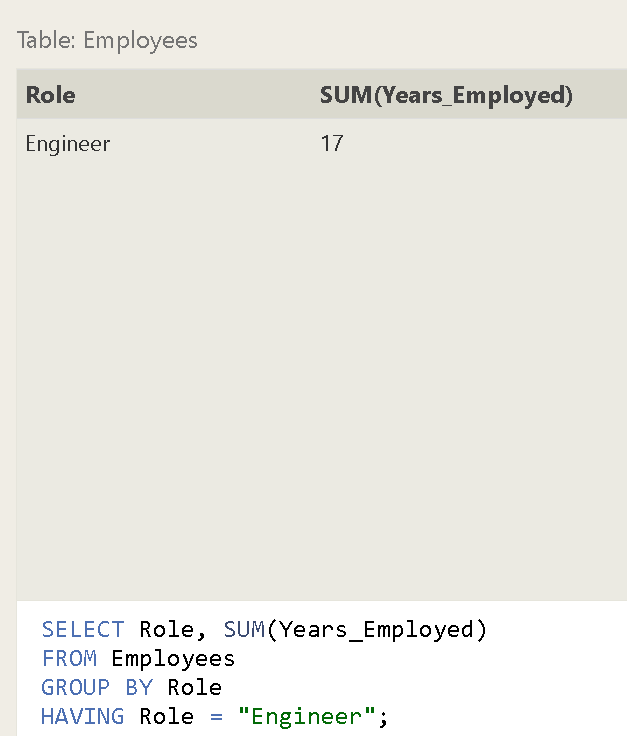 Table: Employees
Role SUM(Years_Employed)
Engineer 17
SELECT Role, SUM(Years_Employed)
FROM Employees
GROUP BY Role
HAVING Role = "Engineer";